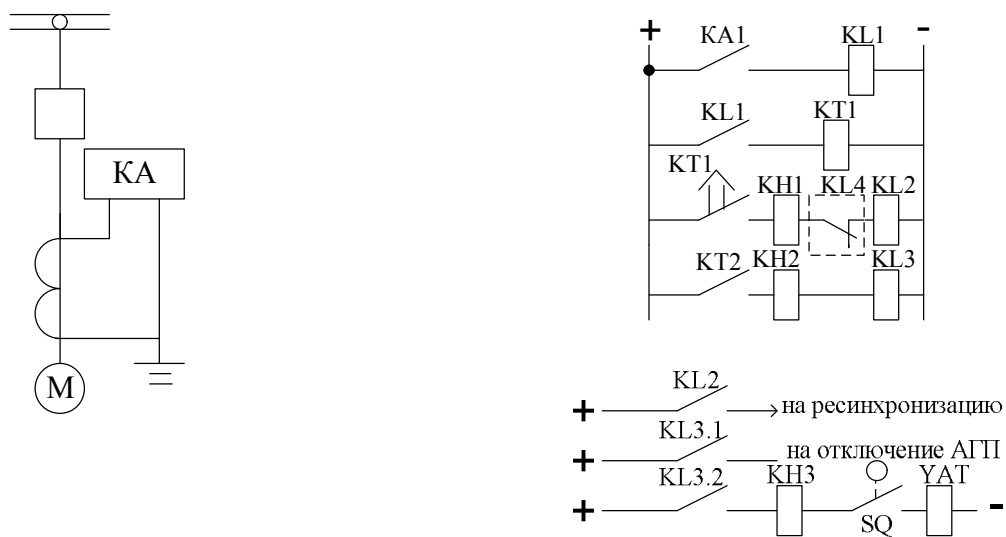 КА
М
+ -
KA1 KL1
KL1 KT1
KT1 KH1 KL4 KL2
KT2 KH2 KL3
KL2
+ на ресинхронизацию
KL3.1
+ на отключение АГП
KL3.2 KH3 YAT
+ SQ -